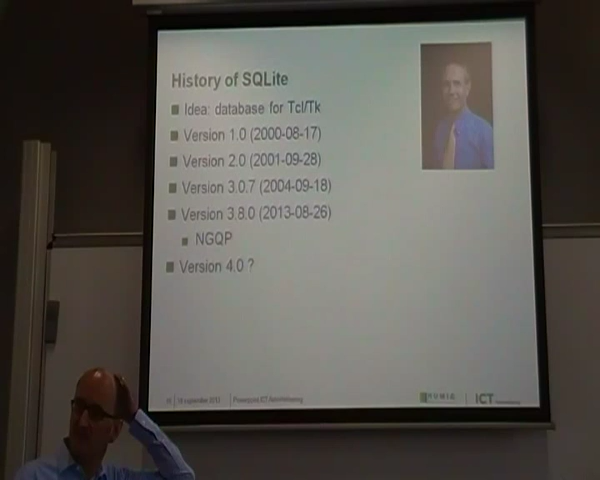 History of SQLite
Idea: database for Tcl/Tk
Version 1.0 (2000-08-17)
Version 2.0 (2001-09-28)
Version 3.0.7 (2004-09-18)
Version 3.8.0 (2013-08-26)
NGQP
Version 4.0 ?
ICT